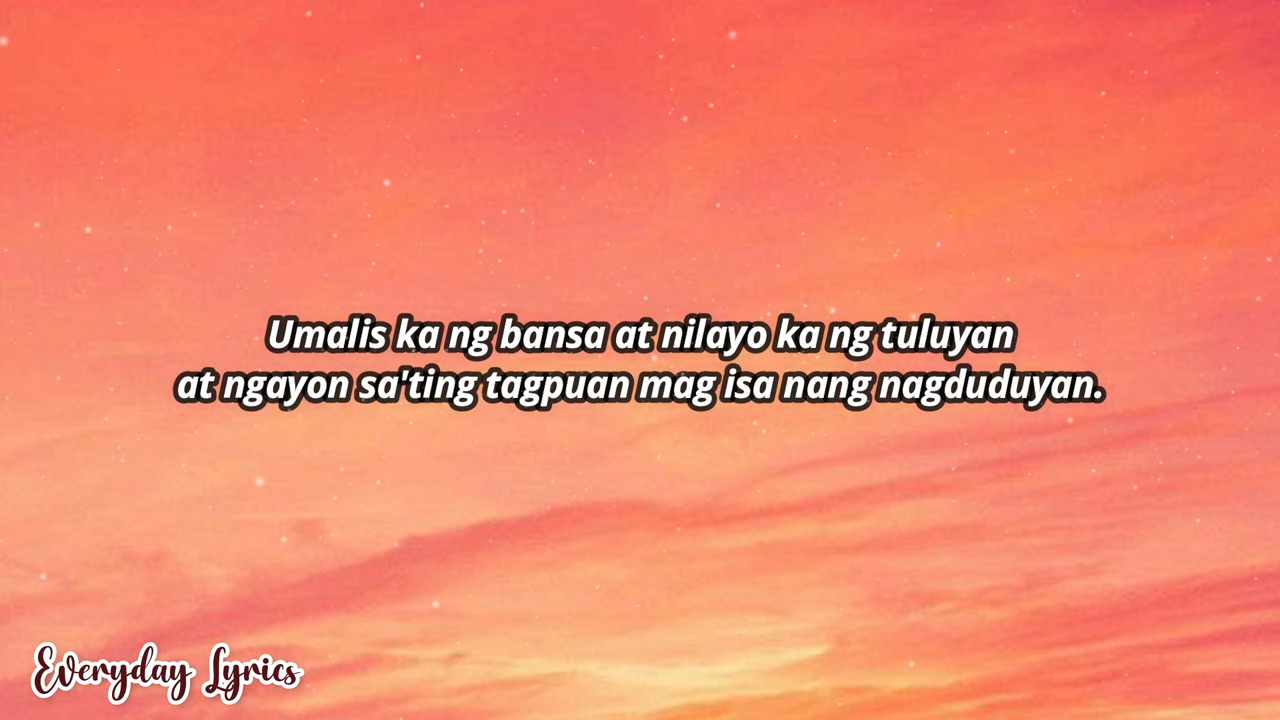 Umalis ka ng bansa at nilayo ka ng tuluyan
at ngayon sa'ting tagpuan mag isa nang nagduduyan.
Everyday Lyrics